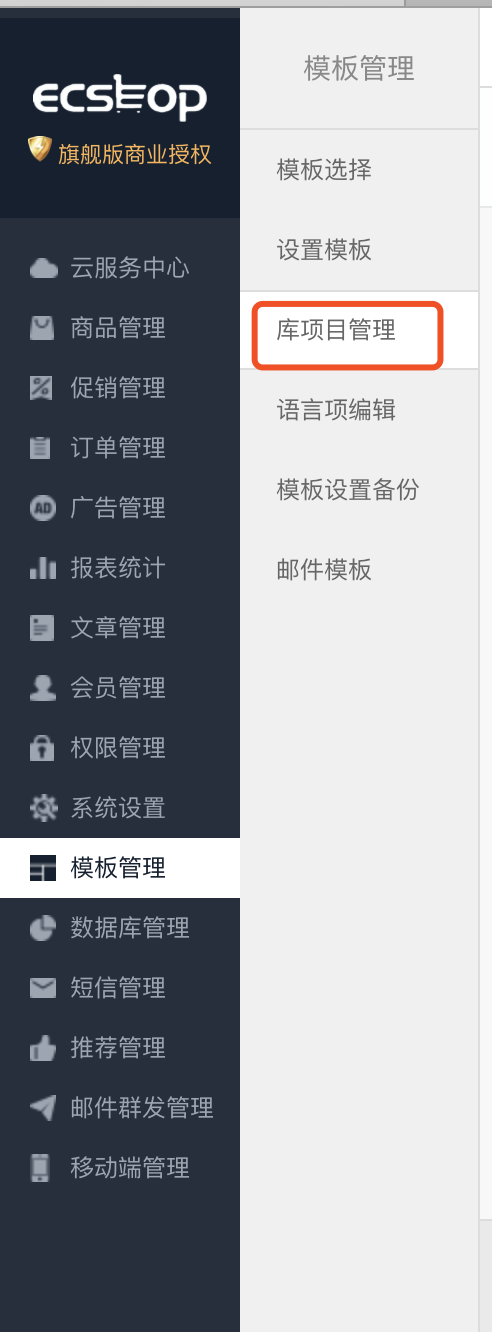 ecshop
旗舰版商业授权
云服务中心
商品管理
促销管理
订单管理
AD
广告管理
报表统计
文章管理
会员管理
权限管理
系统设置
模板管理
数据库管理
短信管理
推荐管理
邮件群发管理
移动端管理
模板管理
模板选择
设置模板
库项目管理
语言项编辑
模板设置备份
邮件模板